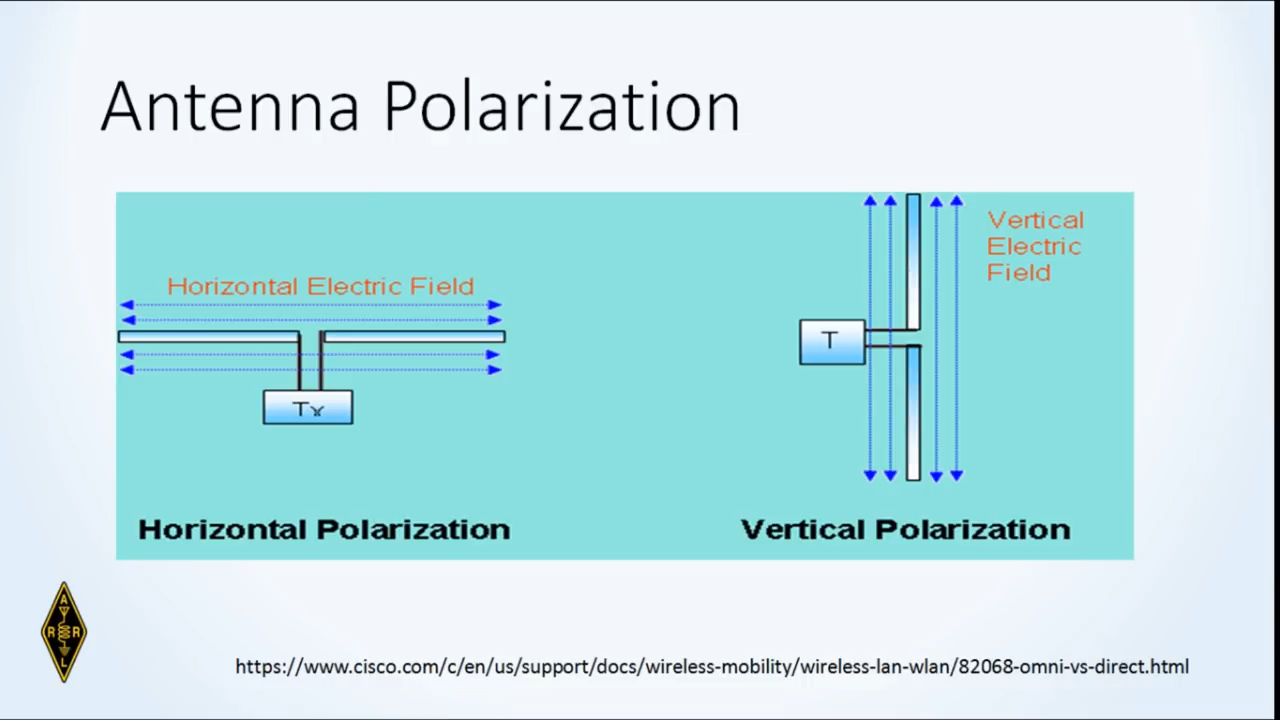 Antenna Polarization
Horizontal Electric Field
Tx
Horizontal Polarization
Vertical
Electric
Field
T
Vertical Polarization
A
R R
L
https://www.cisco.com/c/en/us/support/docs/wireless-mobility/wireless-lan-wlan/82068-omni-vs-direct.html